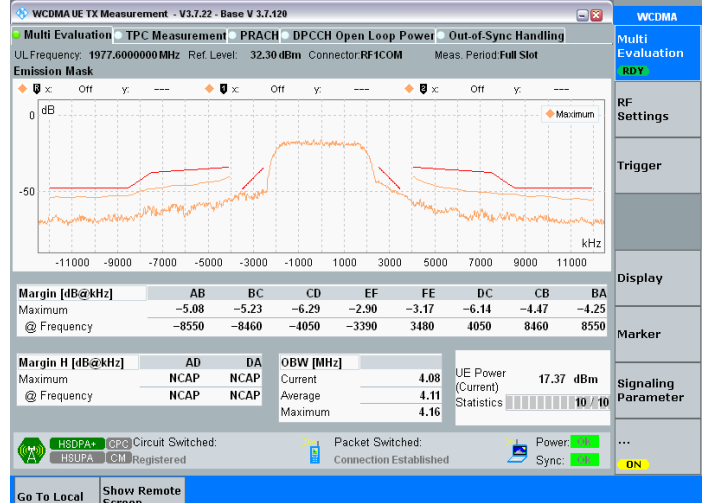 WCDMA UE TX Measurement - V3.7.22 - Base V 3.7.120
WCDMA
Multi Evaluation TPC Measurement PRACH DPCCH Open Loop Power Out-of-Sync Handling
UL Frequency: 1977.6000000 MHz Ref. Level: 32.30 dBm Connector:RF1COM Meas. Period:Full Slot
Emission Mask
x: Off y: --- 1 x: Off y: --- 2 x: Off y: ---
dB
Maximum
0
-50
kHz
-11000 -9000 -7000 -5000 -3000 -1000 1000 3000 5000 7000 9000 11000
Margin [dB@kHz] AB BC CD EF FE DC CB BA
Maximum −5.08 −5.23 −6.29 −2.90 −3.17 −6.14 −4.47 −4.25
@ Frequency −8550 −8460 −4050 −3390 3480 4050 8460 8550
Margin H [dB@kHz] AD DA
Maximum NCAP NCAP
@ Frequency NCAP NCAP
OBW [MHz]
Current 4.08
Average 4.11
Maximum 4.16
UE Power 17.37 dBm
(Current)
Statistics 10 / 10
HSDPA+ CPC Circuit Switched: Packet Switched: Power:
HSUPA CM Registered Connection Established Sync:
Multi
Evaluation
RDY
RF
Settings
Trigger
Display
Marker
Signaling
Parameter
...
ON
Go To Local
Show Remote
Screen